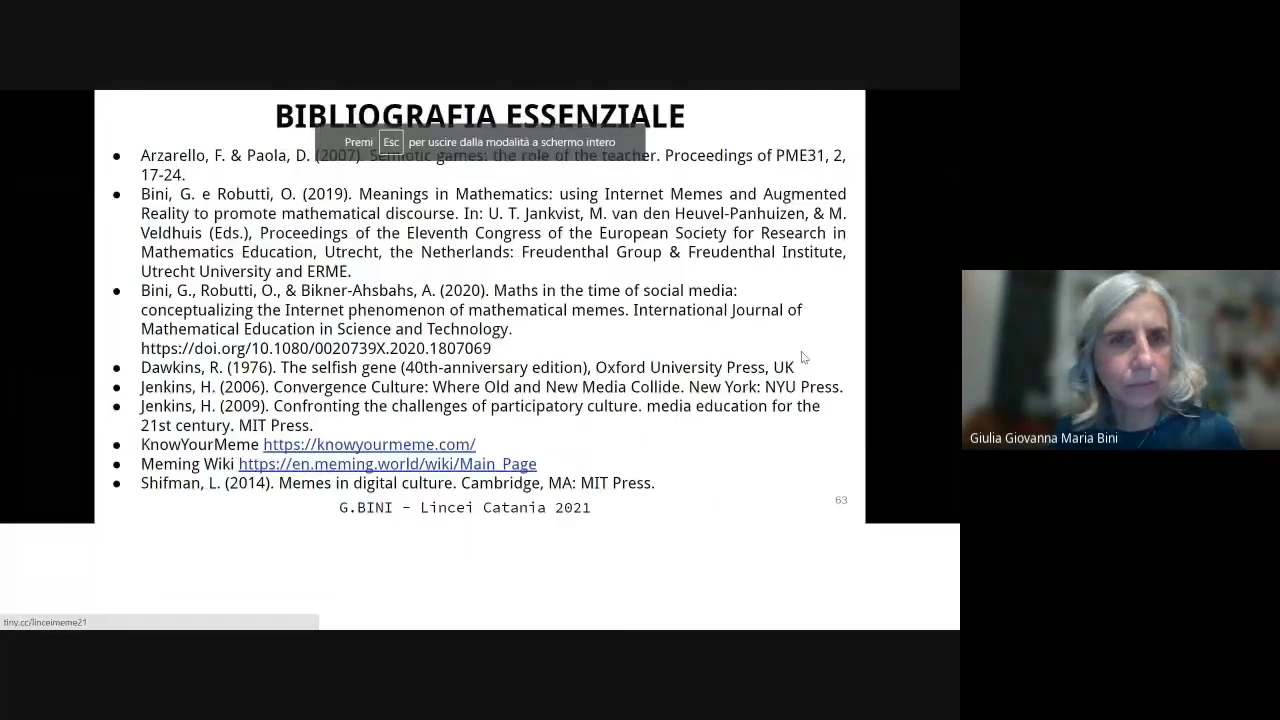 BIBLIOGRAFIA ESSENZIALE
Premi Esc per uscire dalla modalità a schermo intero
● Arzarello, F. & Paola, D. (2007). Semiotic games: the role of the teacher. Proceedings of PME31, 2,
17-24.
● Bini, G. e Robutti, O. (2019). Meanings in Mathematics: using Internet Memes and Augmented
Reality to promote mathematical discourse. In: U. T. Jankvist, M. van den Heuvel-Panhuizen, & M.
Veldhuis (Eds.), Proceedings of the Eleventh Congress of the European Society for Research in
Mathematics Education, Utrecht, the Netherlands: Freudenthal Group & Freudenthal Institute,
Utrecht University and ERME.
● Bini, G., Robutti, O., & Bikner-Ahsbahs, A. (2020). Maths in the time of social media:
conceptualizing the Internet phenomenon of mathematical memes. International Journal of
Mathematical Education in Science and Technology.
https://doi.org/10.1080/0020739X.2020.1807069
● Dawkins, R. (1976). The selfish gene (40th-anniversary edition), Oxford University Press, UK
● Jenkins, H. (2006). Convergence Culture: Where Old and New Media Collide. New York: NYU Press.
● Jenkins, H. (2009). Confronting the challenges of participatory culture. media education for the
21st century. MIT Press.
● KnowYourMeme https://knowyourmeme.com/
● Meming Wiki https://en.meming.world/wiki/Main_Page
● Shifman, L. (2014). Memes in digital culture. Cambridge, MA: MIT Press.
63
G.BINI – Lincei Catania 2021
tiny.cc/linceimeme21
Giulia Giovanna Maria Bini